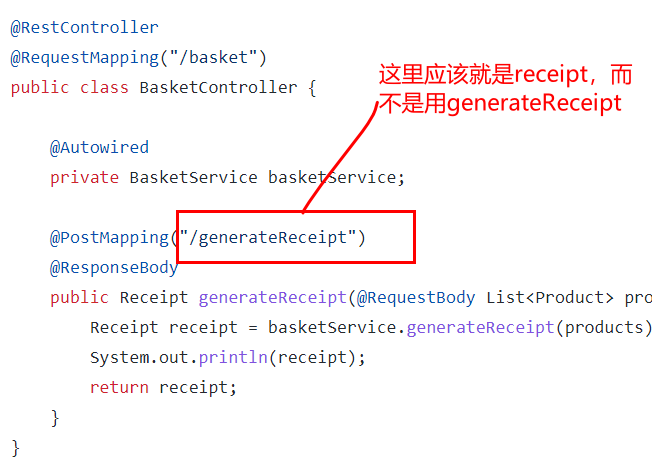 @RestController
@RequestMapping("/basket")
public class BasketController {
这里应该就是receipt，而
不是用generateReceipt
@Autowired
private BasketService basketService;
@PostMapping("/generateReceipt")
@ResponseBody
public Receipt generateReceipt(@RequestBody List<Product> pro
Receipt receipt = basketService.generateReceipt(products)
System.out.println(receipt);
return receipt;
}
}